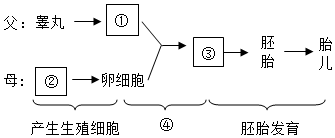 父：睾丸 ①
③ 胚胎 胎儿
母： ② 卵细胞
产生生殖细胞 ④ 胚胎发育